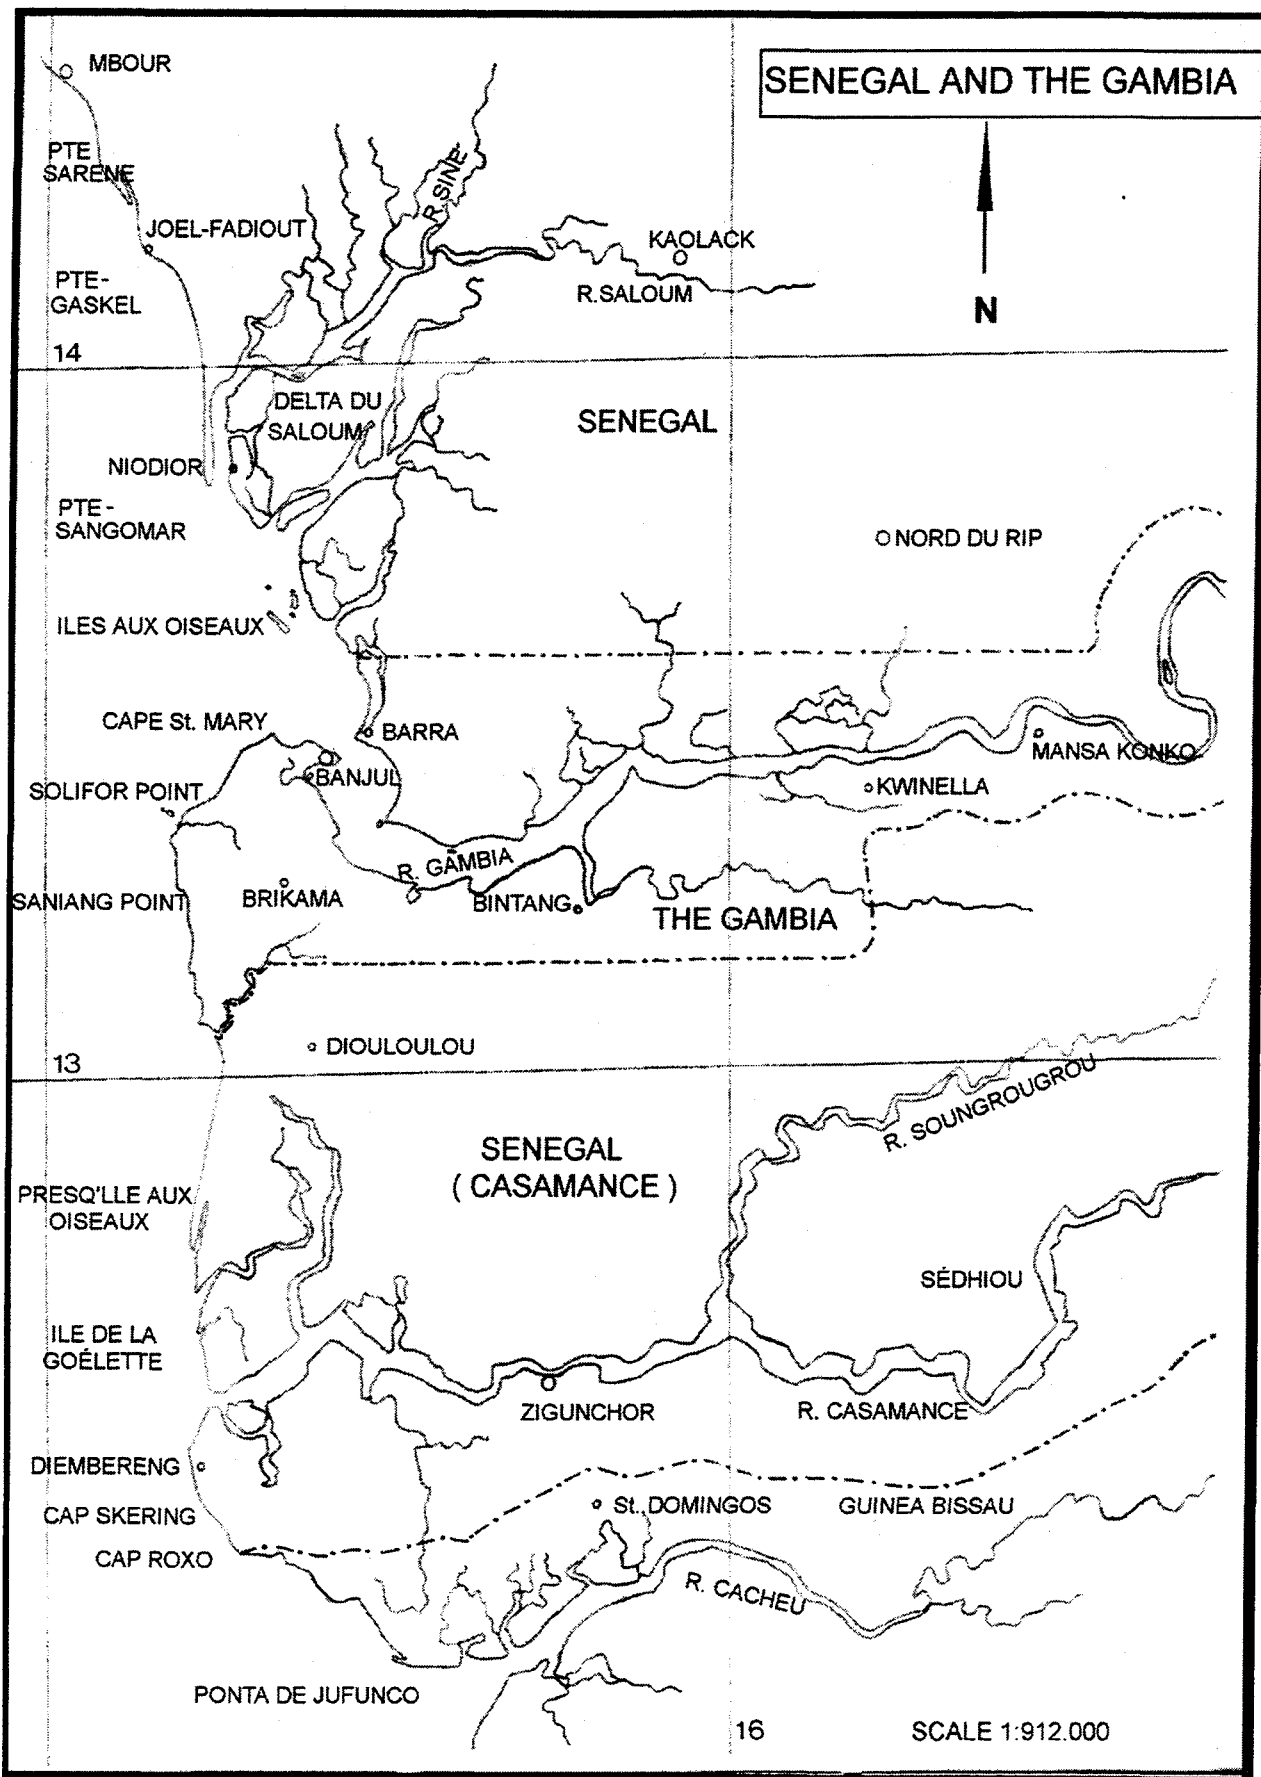 SENEGAL AND THE GAMBIA
MBOUR
PTE
SARENE
R. SINE
JOEL-FADIOUT
KAOLACK
PTE-
GASKEL
R.SALOUM
N
14
DELTA DU
SALOUM
SENEGAL
NIODIOR
PTE-
SANGOMAR
NORD DU RIP
ILES AUX OISEAUX
CAPE St. MARY
BARRA
MANSA KONKO
BANJUL
SOLIFOR POINT
KWINELLA
R. GAMBIA
SANIANG POINT
BRIKAMA
BINTANG
THE GAMBIA
DIOULOULOU
13
R. SOUNGROUGROU
SENEGAL
( CASAMANCE )
PRESQ'LLE AUX
OISEAUX
SÉDHIOU
ILE DE LA
GOÉLETTE
ZIGUNCHOR
R. CASAMANCE
DIEMBERENG
CAP SKERING
St. DOMINGOS
GUINEA BISSAU
CAP ROXO
R. CACHEU
PONTA DE JUFUNCO
16
SCALE 1:912.000